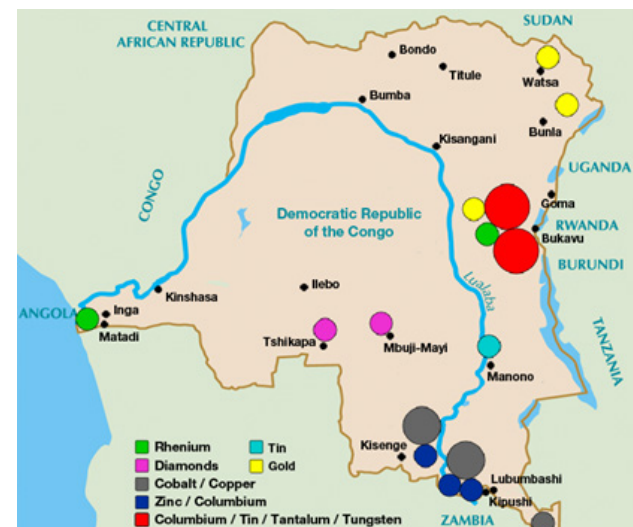 SUDAN
CENTRAL
AFRICAN REPUBLIC
Bondo
Titule
Watsa
Bumba
Bunla
Kisangani
UGANDA
CONGO
Goma
Democratic Republic
of the Congo
RWANDA
Bukavu
BURUNDI
Lualaba
Ilebo
Kinshasa
ANGOLA
Inga
Matadi
TANZANIA
Tshikapa
Mbuji-Mayi
Manono
Kisenge
Rhenium
Tin
Diamonds
Gold
Cobalt / Copper
Zinc / Columbium
Columbium / Tin / Tantalum / Tungsten
Lubumbashi
Kipushi
ZAMBIA